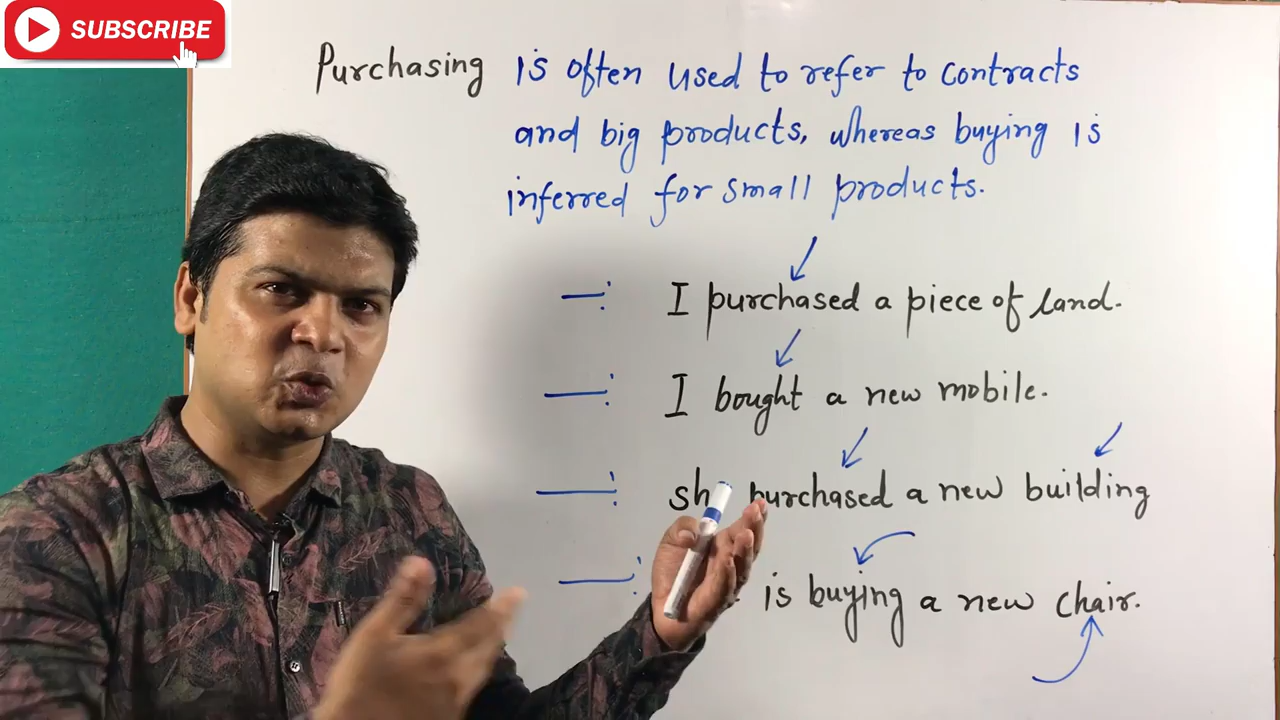 SUBSCRIBE
Purchasing is often used to refer to contracts
and big products, whereas buying is
inferred for small products.
I purchased a piece of land.
I bought a new mobile.
purchased a new building
is buying a new chair.